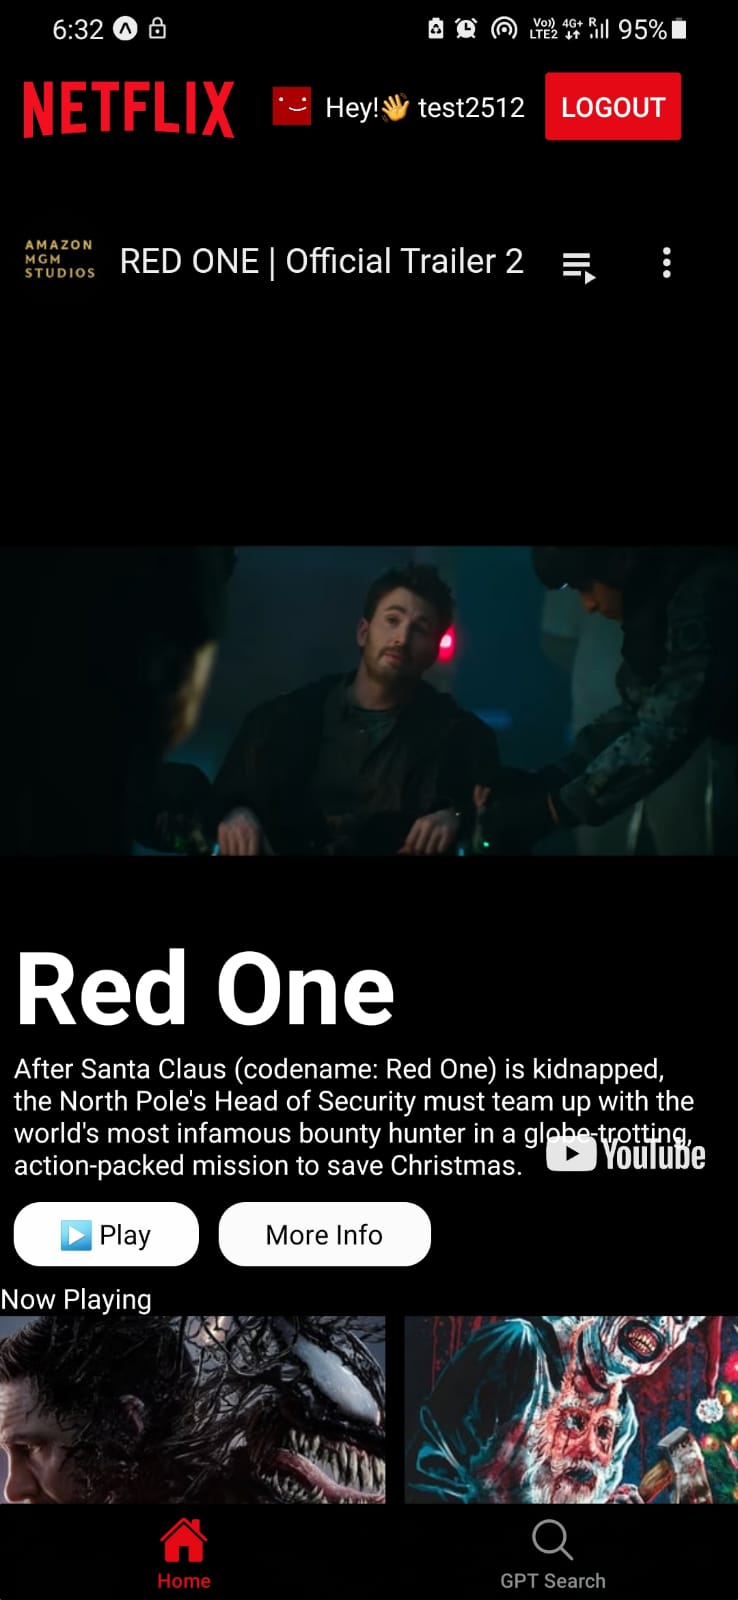 6:32
Vo)) 4G+ R 95%
LTE2
NETFLIX Hey!👋 test2512 LOGOUT
AMAZON
MGM
STUDIOS
RED ONE | Official Trailer 2
Red One
After Santa Claus (codename: Red One) is kidnapped,
the North Pole's Head of Security must team up with the
world's most infamous bounty hunter in a globe-trotting,
action-packed mission to save Christmas.
YouTube
▶️ Play More Info
Now Playing
Home GPT Search